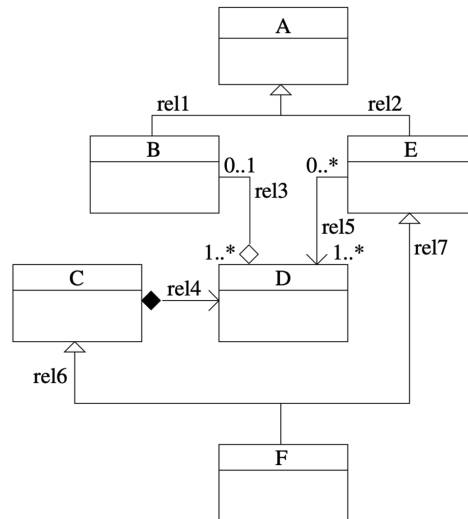 A
rel1 rel2
B E
0..1 0..*
rel3 rel5 rel7
1..* 1..*
C D
rel4
rel6
F